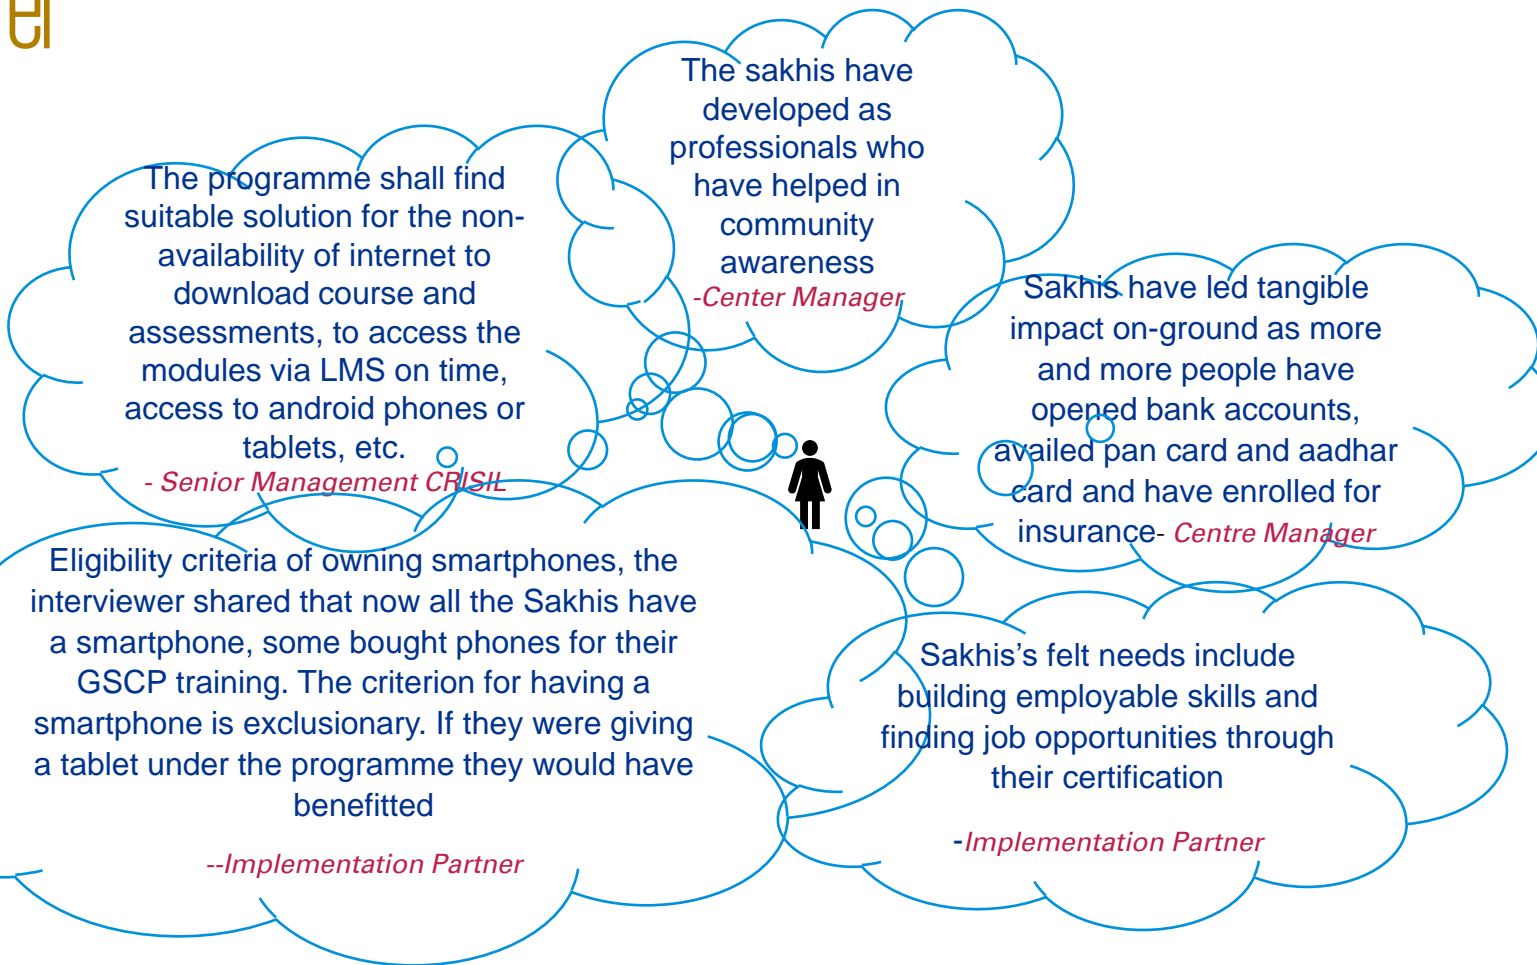 The sakhis have
developed as
professionals who
have helped in
community
awareness
-Center Manager
The programme shall find
suitable solution for the non-
availability of internet to
download course and
assessments, to access the
modules via LMS on time,
access to android phones or
tablets, etc.
- Senior Management CRISIL
Sakhis have led tangible
impact on-ground as more
and more people have
opened bank accounts,
availed pan card and aadhar
card and have enrolled for
insurance- Centre Manager
Eligibility criteria of owning smartphones, the
interviewer shared that now all the Sakhis have
a smartphone, some bought phones for their
GSCP training. The criterion for having a
smartphone is exclusionary. If they were giving
a tablet under the programme they would have
benefitted
--Implementation Partner
Sakhis's felt needs include
building employable skills and
finding job opportunities through
their certification
-Implementation Partner